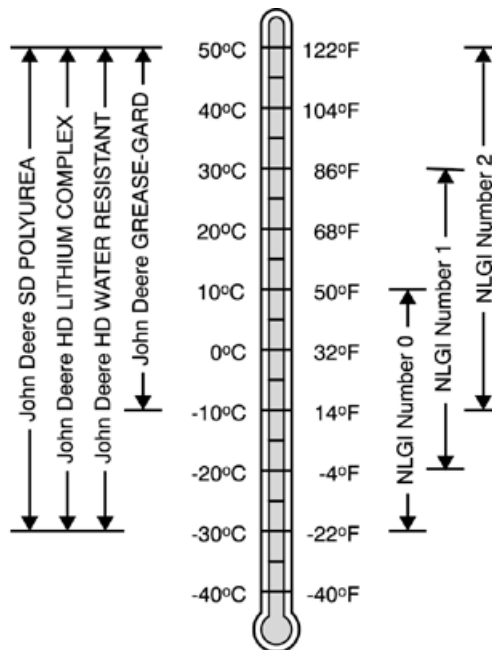 John Deere SD POLYUREA
John Deere HD LITHIUM COMPLEX
John Deere HD WATER RESISTANT
John Deere GREASE-GARD
50ºC 122ºF
40ºC 104ºF
30ºC 86ºF
20ºC 68ºF
10ºC 50ºF
0ºC 32ºF
-10ºC 14ºF
-20ºC -4ºF
-30ºC -22ºF
-40ºC -40ºF
NLGI Number 0
NLGI Number 1
NLGI Number 2